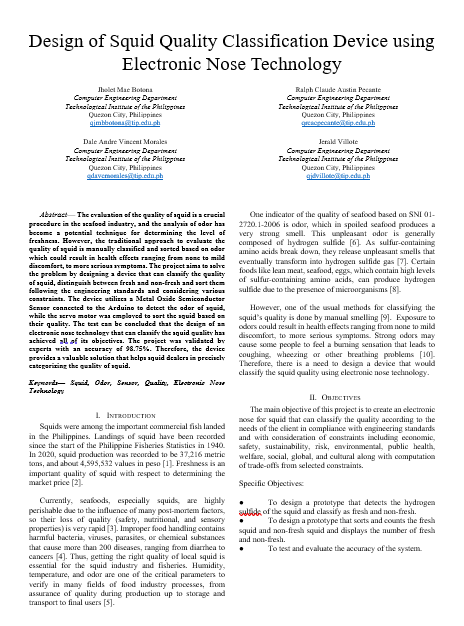 Design of Squid Quality Classification Device using
Electronic Nose Technology
Jholet Mae Botona
Computer Engineering Department
Technological Institute of the Philippines
Quezon City, Philippines
qjmbbotona@tip.edu.ph
Ralph Claude Austin Pecante
Computer Engineering Department
Technological Institute of the Philippines
Quezon City, Philippines
qrcacpecante@tip.edu.ph
Dale Andre Vincent Morales
Computer Engineering Department
Technological Institute of the Philippines
Quezon City, Philippines
qdavcmorales@tip.edu.ph
Jerald Villote
Computer Engineering Department
Technological Institute of the Philippines
Quezon City, Philippines
qjdvillote@tip.edu.ph
Abstract— The evaluation of the quality of squid is a crucial
procedure in the seafood industry, and the analysis of odor has
become a potential technique for determining the level of
freshness. However, the traditional approach to evaluate the
quality of squid is manually classified and sorted based on odor
which could result in health effects ranging from none to mild
discomfort, to more serious symptoms. The project aims to solve
the problem by designing a device that can classify the quality
of squid, distinguish between fresh and non-fresh and sort them
following the engineering standards and considering various
constraints. The device utilizes a Metal Oxide Semiconductor
Sensor connected to the Arduino to detect the odor of squid,
while the servo motor was employed to sort the squid based on
their quality. The test can be concluded that the design of an
electronic nose technology that can classify the squid quality has
achieved all of its objectives. The project was validated by
experts with an accuracy of 98.75%. Therefore, the device
provides a valuable solution that helps squid dealers in precisely
categorizing the quality of squid.
Keywords— Squid, Odor, Sensor, Quality, Electronic Nose
Technology
I. INTRODUCTION
Squids were among the important commercial fish landed
in the Philippines. Landings of squid have been recorded
since the start of the Philippine Fisheries Statistics in 1940.
In 2020, squid production was recorded to be 37,216 metric
tons, and about 4,595,532 values in peso [1]. Freshness is an
important quality of squid with respect to determining the
market price [2].
Currently, seafoods, especially squids, are highly
perishable due to the influence of many post-mortem factors,
so their loss of quality (safety, nutritional, and sensory
properties) is very rapid [3]. Improper food handling contains
harmful bacteria, viruses, parasites, or chemical substances
that cause more than 200 diseases, ranging from diarrhea to
cancers [4]. Thus, getting the right quality of local squid is
essential for the squid industry and fisheries. Humidity,
temperature, and odor are one of the critical parameters to
verify in many fields of food industry processes, from
assurance of quality during production up to storage and
transport to final users [5].
One indicator of the quality of seafood based on SNI 01-
2720.1-2006 is odor, which in spoiled seafood produces a
very strong smell. This unpleasant odor is generally
composed of hydrogen sulfide [6]. As sulfur-containing
amino acids break down, they release unpleasant smells that
eventually transform into hydrogen sulfide gas [7]. Certain
foods like lean meat, seafood, eggs, which contain high levels
of sulfur-containing amino acids, can produce hydrogen
sulfide due to the presence of microorganisms [8].
However, one of the usual methods for classifying the
squid's quality is done by manual smelling [9]. Exposure to
odors could result in health effects ranging from none to mild
discomfort, to more serious symptoms. Strong odors may
cause some people to feel a burning sensation that leads to
coughing, wheezing or other breathing problems [10].
Therefore, there is a need to design a device that would
classify the squid quality using electronic nose technology.
II. OBJECTIVES
The main objective of this project is to create an electronic
nose for squid that can classify the quality according to the
needs of the client in compliance with engineering standards
and with consideration of constraints including economic,
safety, sustainability, risk, environmental, public health,
welfare, social, global, and cultural along with computation
of trade-offs from selected constraints.
Specific Objectives:
● To design a prototype that detects the hydrogen
sulfide of the squid and classify as fresh and non-fresh.
● To design a prototype that sorts and counts the fresh
squid and non-fresh squid and displays the number of fresh
and non-fresh.
● To test and evaluate the accuracy of the system.